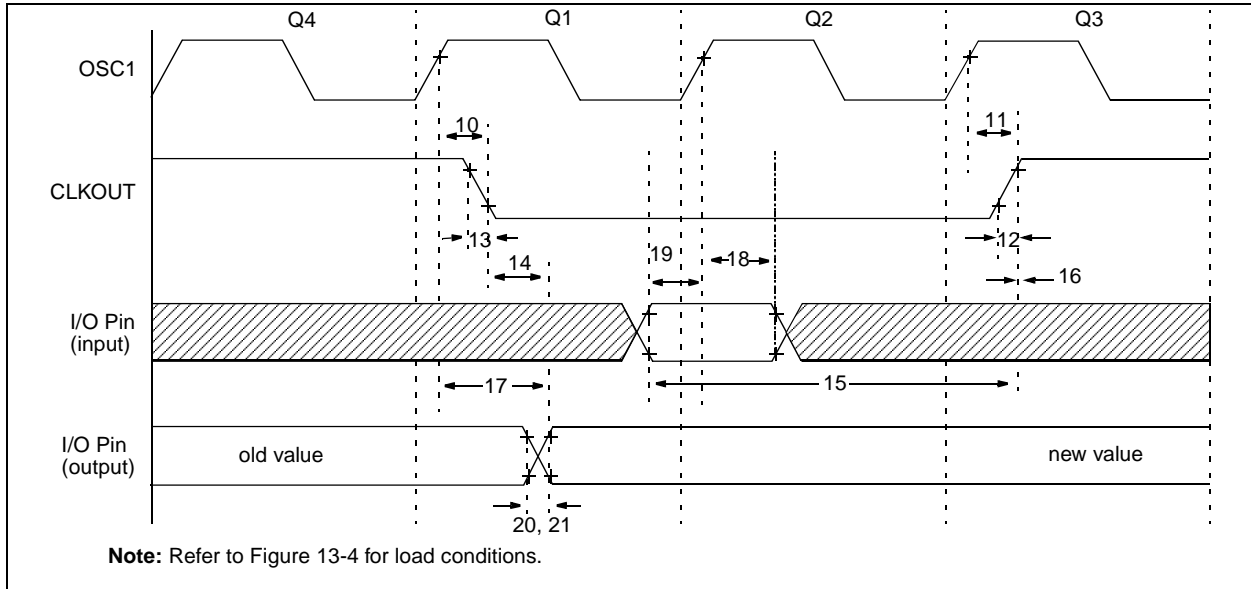 Q4 Q1 Q2 Q3
OSC1
10 11
CLKOUT
13 12
14 19 18 16
I/O Pin
(input)
17 15
I/O Pin
(output)
old value new value
20, 21
Note: Refer to Figure 13-4 for load conditions.